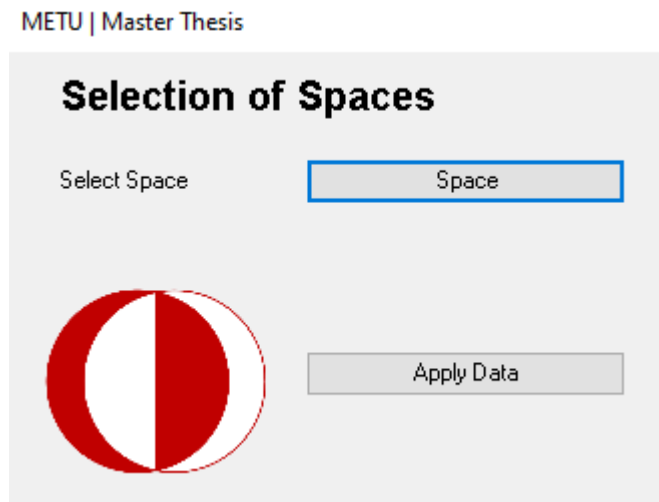 METU | Master Thesis
Selection of Spaces
Select Space
Space
Apply Data